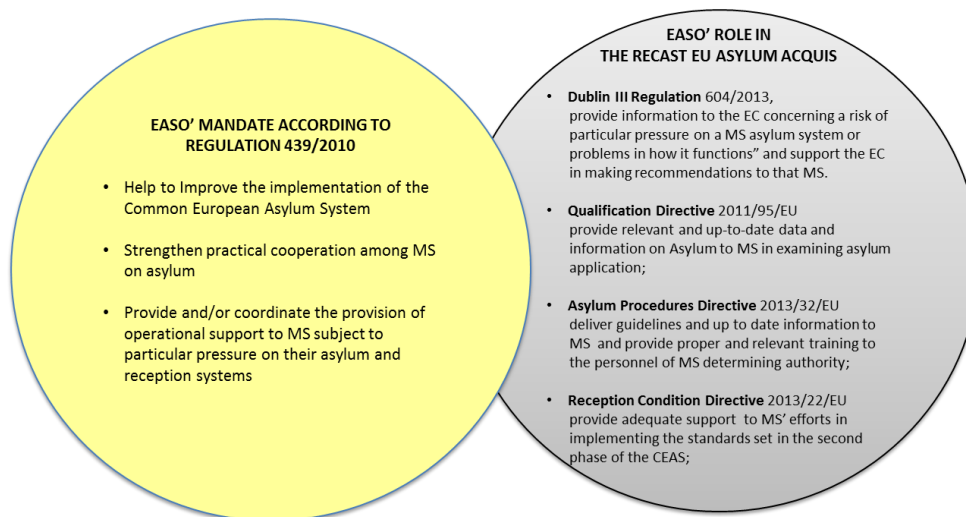 EASO' MANDATE ACCORDING TO
REGULATION 439/2010
• Help to Improve the implementation of the
Common European Asylum System
• Strengthen practical cooperation among MS
on asylum
• Provide and/or coordinate the provision of
operational support to MS subject to
particular pressure on their asylum and
reception systems
EASO' ROLE IN
THE RECAST EU ASYLUM ACQUIS
• Dublin III Regulation 604/2013,
provide information to the EC concerning a risk of
particular pressure on a MS asylum system or
problems in how it functions” and support the EC
in making recommendations to that MS.
• Qualification Directive 2011/95/EU
provide relevant and up-to-date data and
information on Asylum to MS in examining asylum
application;
• Asylum Procedures Directive 2013/32/EU
deliver guidelines and up to date information to
MS and provide proper and relevant training to
the personnel of MS determining authority;
• Reception Condition Directive 2013/22/EU
provide adequate support to MS’ efforts in
implementing the standards set in the second
phase of the CEAS;